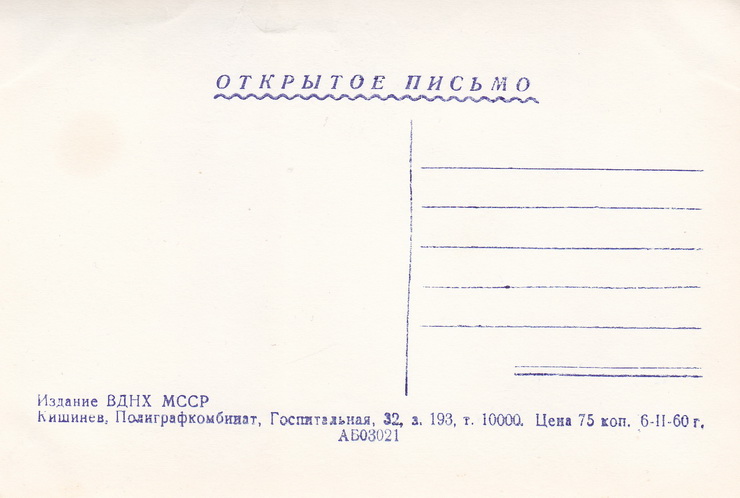 ОТКРЫТОЕ ПИСЬМО
Издание ВДНХ МССР
Кишинев, Полиграфкомбинат, Госпитальная, 32, з. 193, т. 10000. Цена 75 коп. 6-II-60 г.
АБ03021